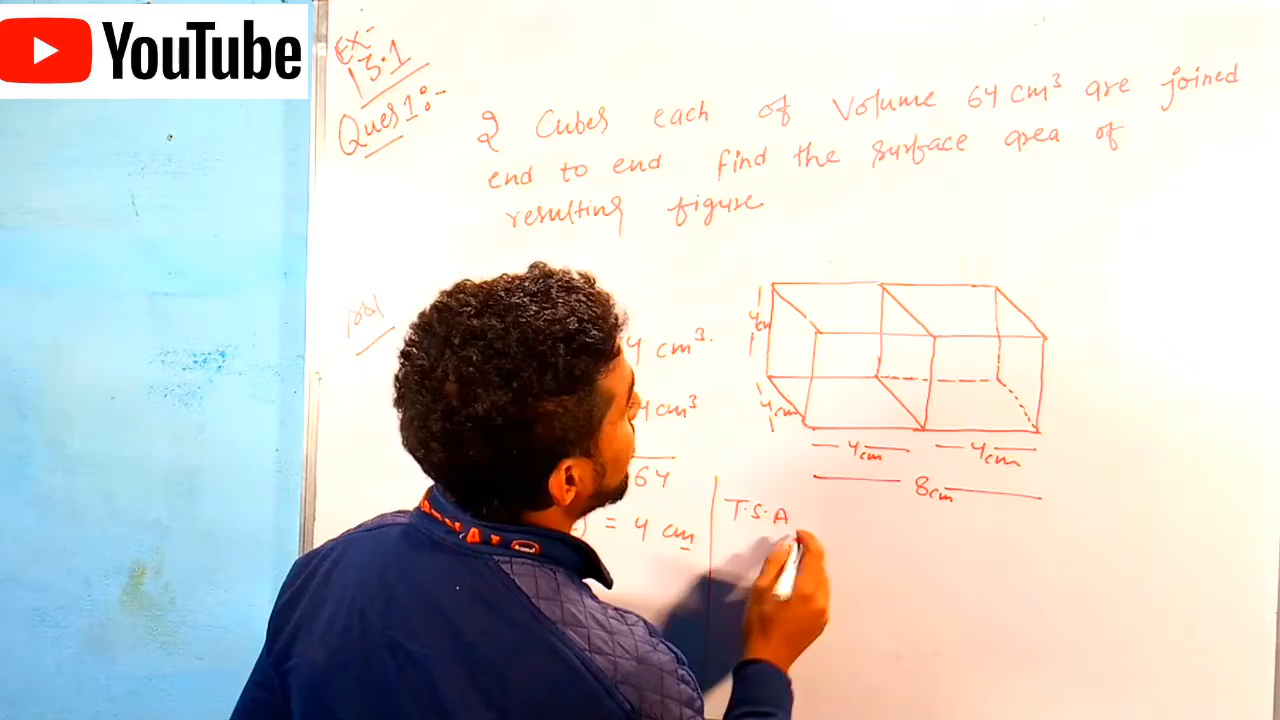 YouTube
Ex-
13.1
Ques 1:-
2 Cubes each of Volume 64 cm³ are joined
end to end find the surface area of
resulting figure
sol
4 cm³.
4 cm³
64
= 4 cm
4cm
4cm
4cm
4cm
8cm
T.S.A